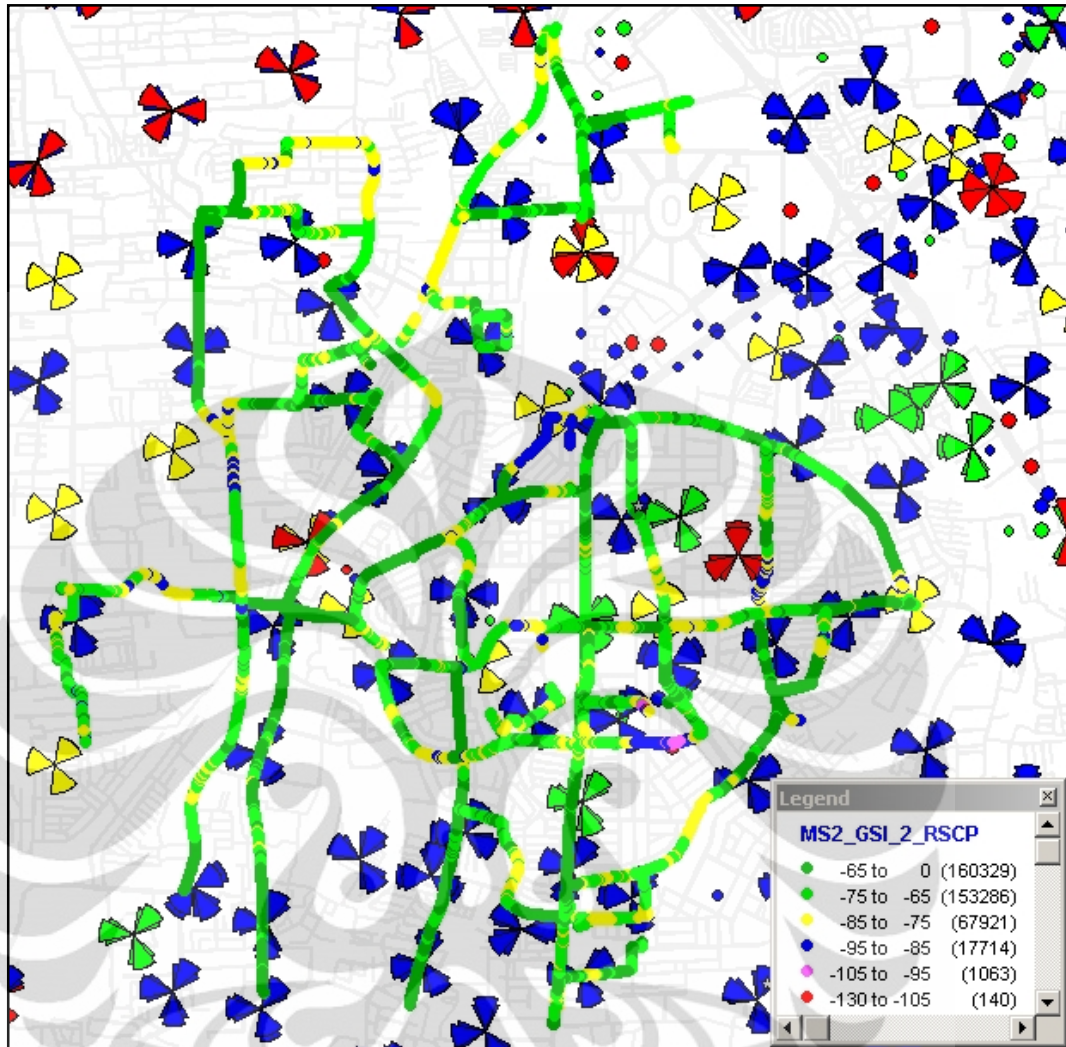 Legend
MS2_GSI_2_RSCP
-65 to 0 (160329)
-75 to -65 (153286)
-85 to -75 (67921)
-95 to -85 (17714)
-105 to -95 (1063)
-130 to -105 (140)